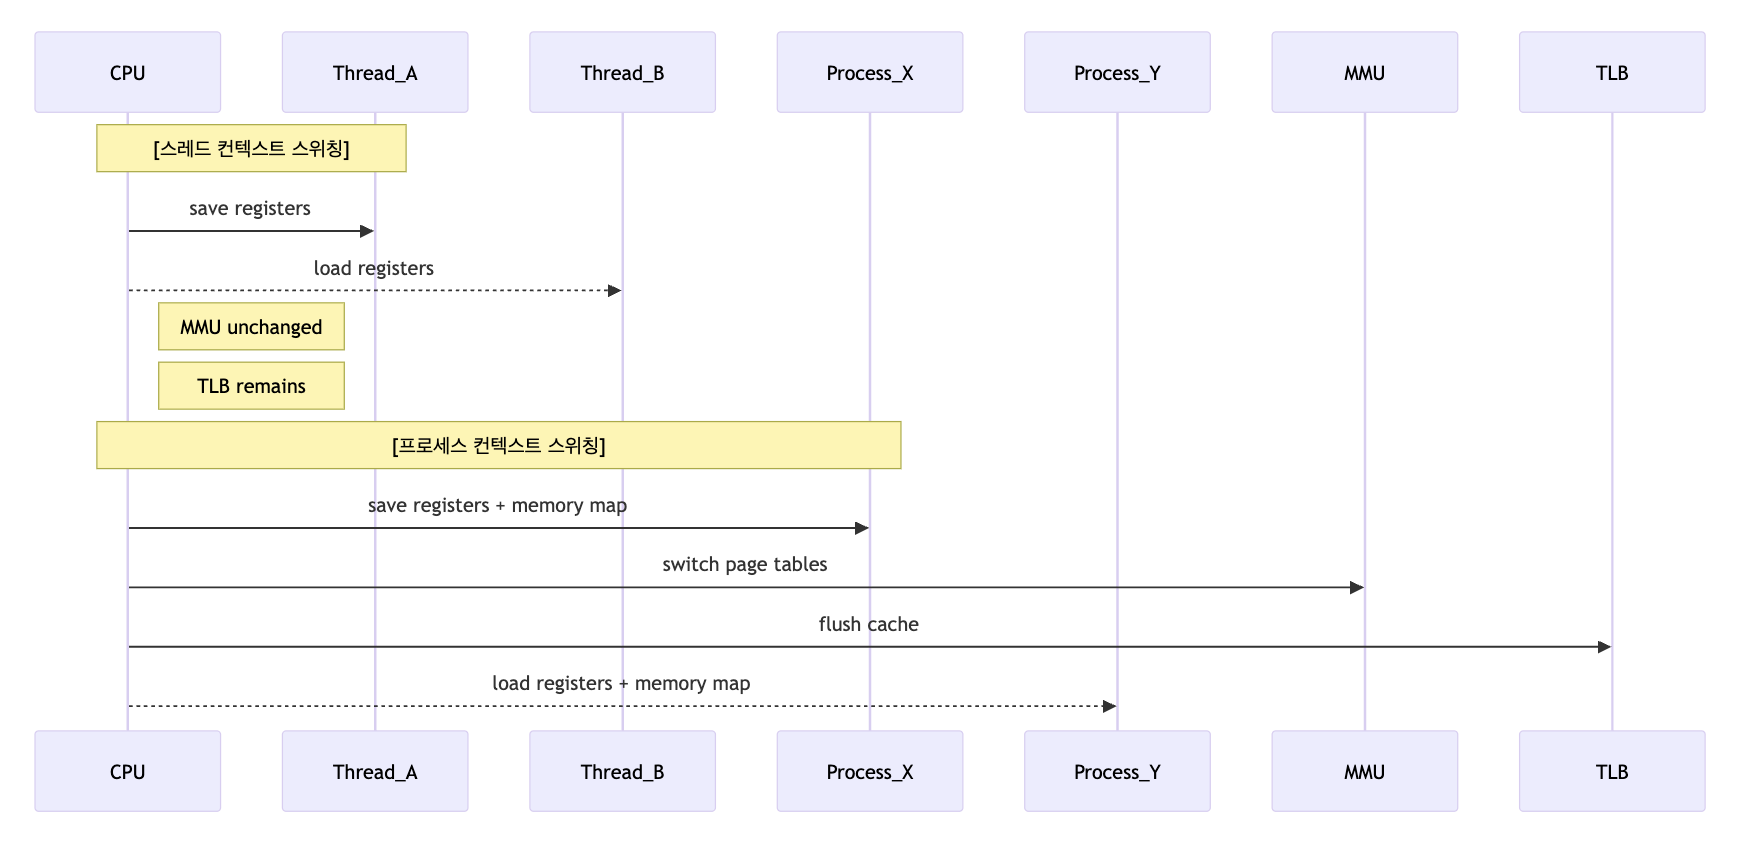 CPU
Thread_A
Thread_B
Process_X
Process_Y
MMU
TLB
[스레드 컨텍스트 스위칭]
save registers
load registers
MMU unchanged
TLB remains
[프로세스 컨텍스트 스위칭]
save registers + memory map
switch page tables
flush cache
load registers + memory map
CPU
Thread_A
Thread_B
Process_X
Process_Y
MMU
TLB